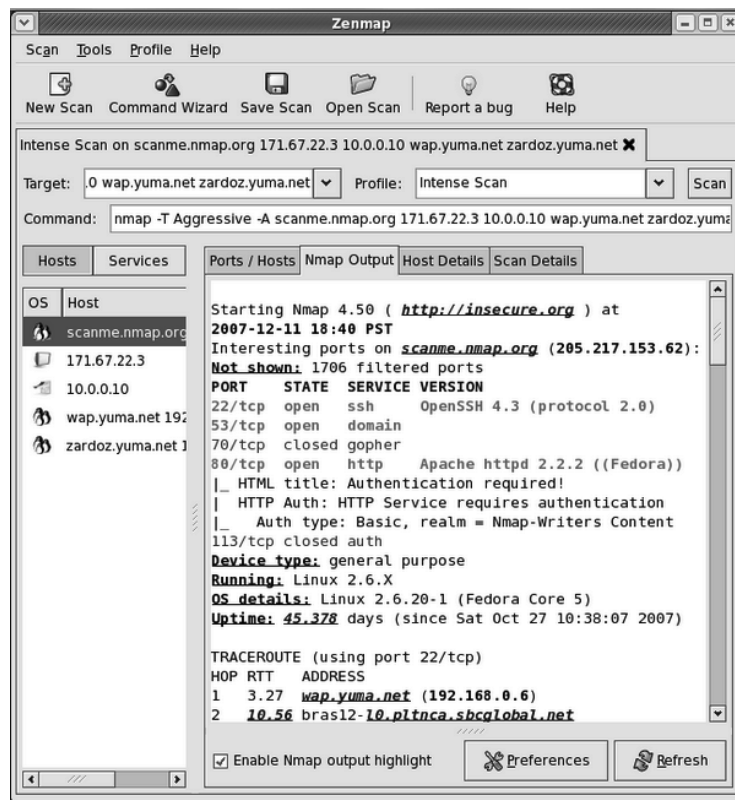 Zenmap
Scan Tools Profile Help
New Scan Command Wizard Save Scan Open Scan Report a bug Help
Intense Scan on scanme.nmap.org 171.67.22.3 10.0.0.10 wap.yuma.net zardoz.yuma.net
Target: .0 wap.yuma.net zardoz.yuma.net Profile: Intense Scan Scan
Command: nmap -T Aggressive -A scanme.nmap.org 171.67.22.3 10.0.0.10 wap.yuma.net zardoz.yuma
Hosts Services
OS Host
scanme.nmap.org
171.67.22.3
10.0.0.10
wap.yuma.net 192
zardoz.yuma.net 1
Ports / Hosts Nmap Output Host Details Scan Details
Starting Nmap 4.50 ( http://insecure.org ) at
2007-12-11 18:40 PST
Interesting ports on scanme.nmap.org (205.217.153.62):
Not shown: 1706 filtered ports
PORT STATE SERVICE VERSION
22/tcp open ssh OpenSSH 4.3 (protocol 2.0)
53/tcp open domain
70/tcp closed gopher
80/tcp open http Apache httpd 2.2.2 ((Fedora))
|_ HTML title: Authentication required!
| HTTP Auth: HTTP Service requires authentication
|_ Auth type: Basic, realm = Nmap-Writers Content
113/tcp closed auth
Device type: general purpose
Running: Linux 2.6.X
OS details: Linux 2.6.20-1 (Fedora Core 5)
Uptime: 45.378 days (since Sat Oct 27 10:38:07 2007)
TRACEROUTE (using port 22/tcp)
HOP RTT ADDRESS
1 3.27 wap.yuma.net (192.168.0.6)
2 10.56 bras12-l0.pltnca.sbcglobal.net
Enable Nmap output highlight Preferences Refresh